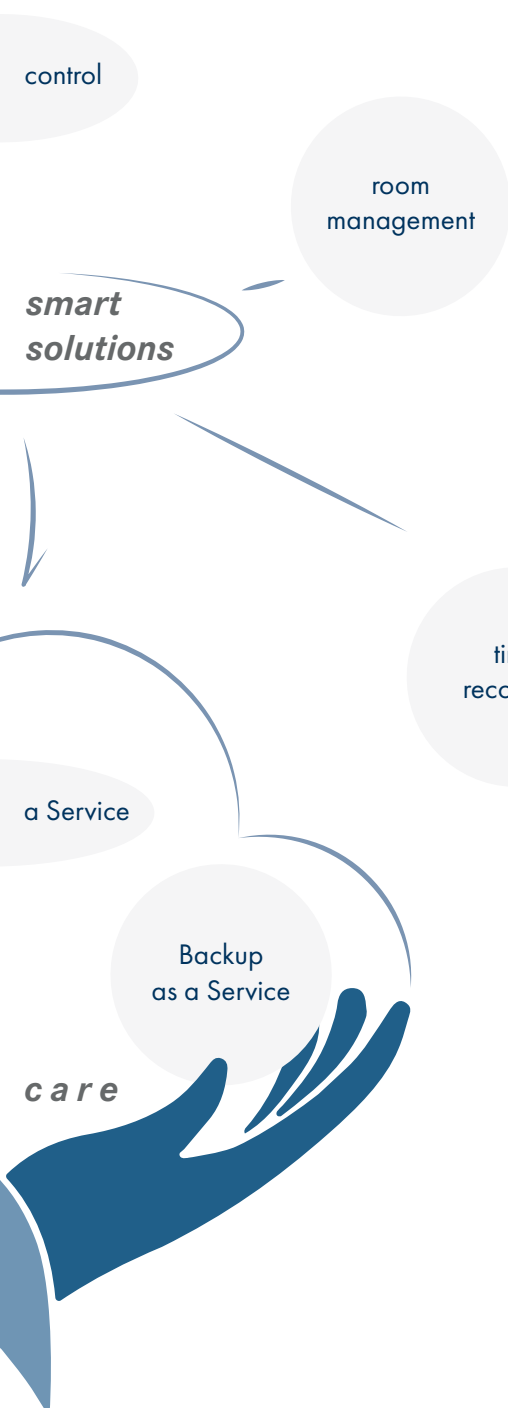 control
room
management
smart
solutions
a Service
Backup
as a Service
care